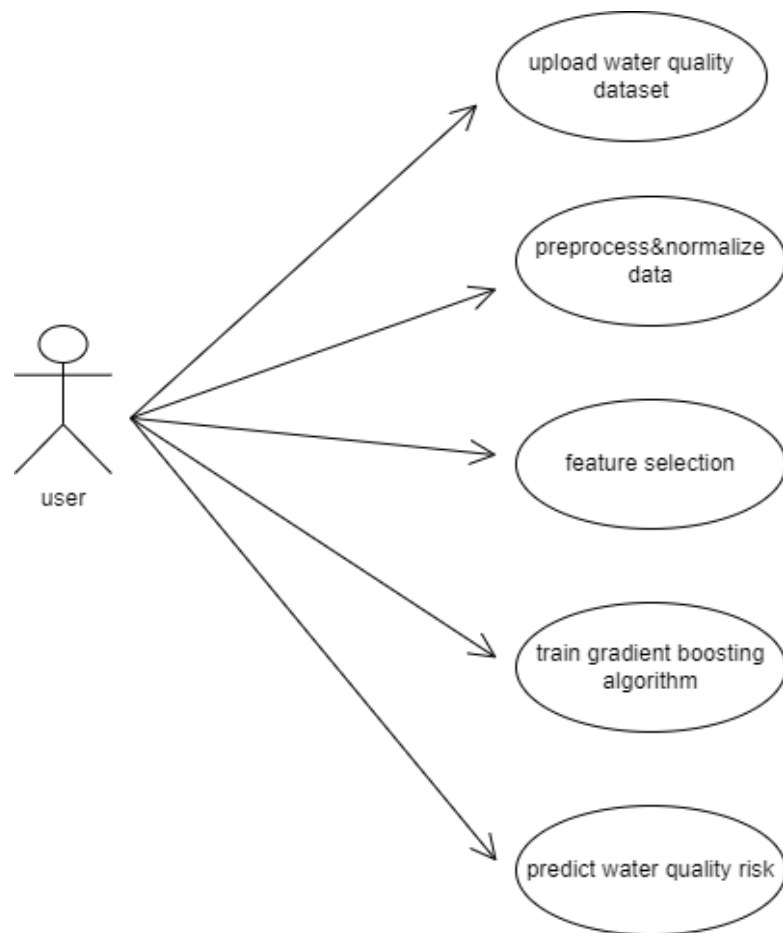 upload water quality
dataset
preprocess&normalize
data
feature selection
user
train gradient boosting
algorithm
predict water quality risk